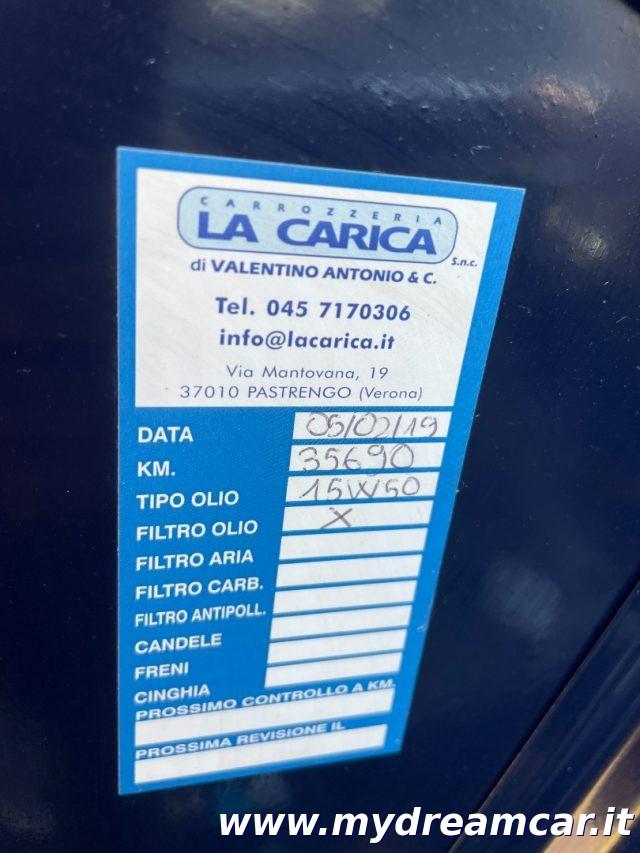 CARROZZERIA
LA CARICA
S.n.c.
di VALENTINO ANTONIO & C.
Tel. 045 7170306
info@lacarica.it
Via Mantovana, 19
37010 PASTRENGO (Verona)
DATA 05/02/19
KM. 35690
TIPO OLIO 15W50
FILTRO OLIO X
FILTRO ARIA
FILTRO CARB.
FILTRO ANTIPOLL.
CANDELE
FRENI
CINGHIA
PROSSIMO CONTROLLO A KM.
PROSSIMA REVISIONE IL
www.mydreamcar.it